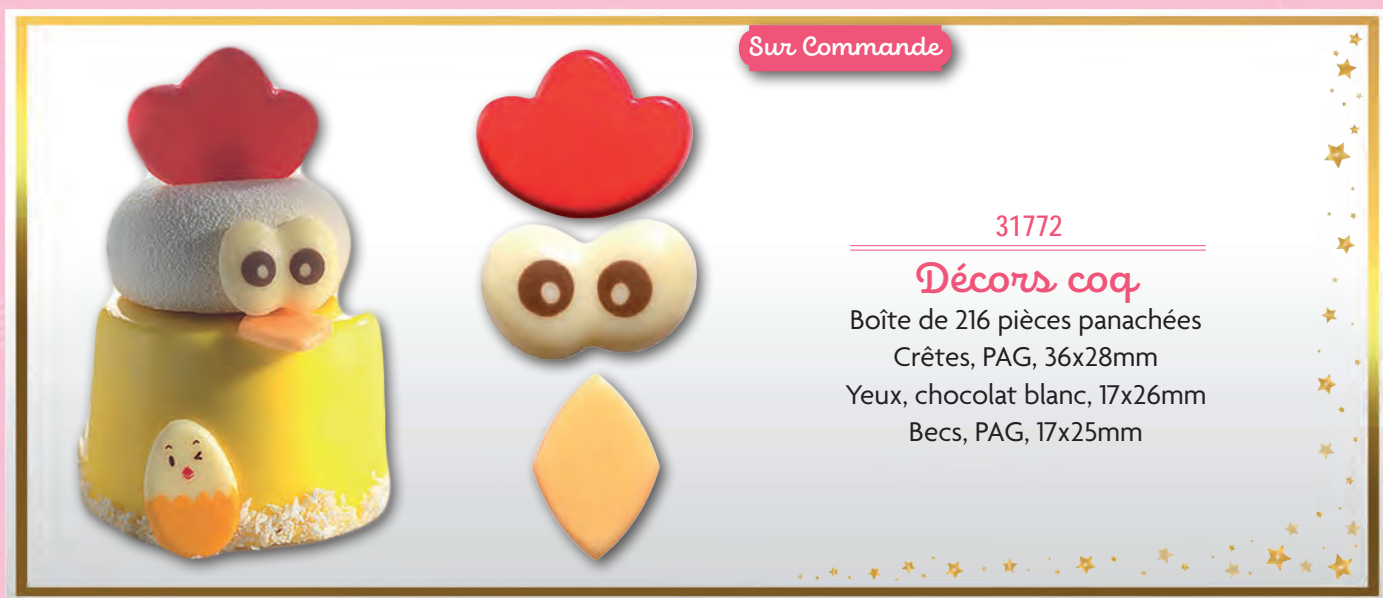 Sur Commande
31772
Décors coq
Boîte de 216 pièces panachées
Crêtes, PAG, 36x28mm
Yeux, chocolat blanc, 17x26mm
Becs, PAG, 17x25mm